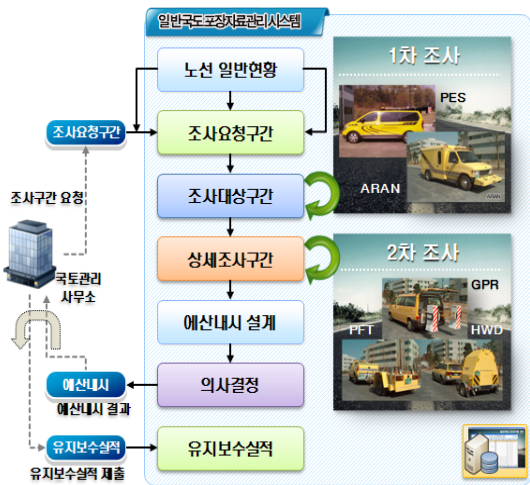 일반국도포장자료관리시스템
노선 일반현황
조사요청구간
조사요청구간
조사대상구간
상세조사구간
예산내시 설계
의사결정
유지보수실적
조사구간 요청
국토관리
사무소
예산내시
예산내시 결과
유지보수실적
유지보수실적 제출
1차 조사
PES
ARAN
ARAN
2차 조사
GPR
PFT
HWD